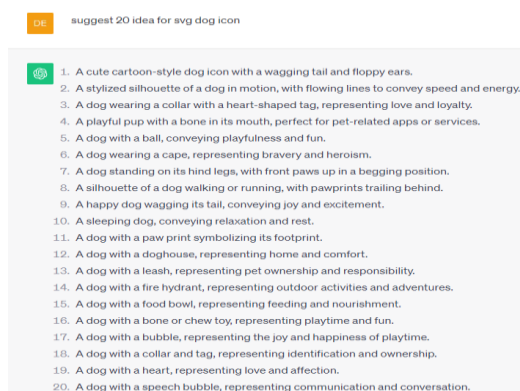 DE
suggest 20 idea for svg dog icon
1. A cute cartoon-style dog icon with a wagging tail and floppy ears.
2. A stylized silhouette of a dog in motion, with flowing lines to convey speed and energy.
3. A dog wearing a collar with a heart-shaped tag, representing love and loyalty.
4. A playful pup with a bone in its mouth, perfect for pet-related apps or services.
5. A dog with a ball, conveying playfulness and fun.
6. A dog wearing a cape, representing bravery and heroism.
7. A dog standing on its hind legs, with front paws up in a begging position.
8. A silhouette of a dog walking or running, with pawprints trailing behind.
9. A happy dog wagging its tail, conveying joy and excitement.
10. A sleeping dog, conveying relaxation and rest.
11. A dog with a paw print symbolizing its footprint.
12. A dog with a doghouse, representing home and comfort.
13. A dog with a leash, representing pet ownership and responsibility.
14. A dog with a fire hydrant, representing outdoor activities and adventures.
15. A dog with a food bowl, representing feeding and nourishment.
16. A dog with a bone or chew toy, representing playtime and fun.
17. A dog with a bubble, representing the joy and happiness of playtime.
18. A dog with a collar and tag, representing identification and ownership.
19. A dog with a heart, representing love and affection.
20. A dog with a speech bubble, representing communication and conversation.